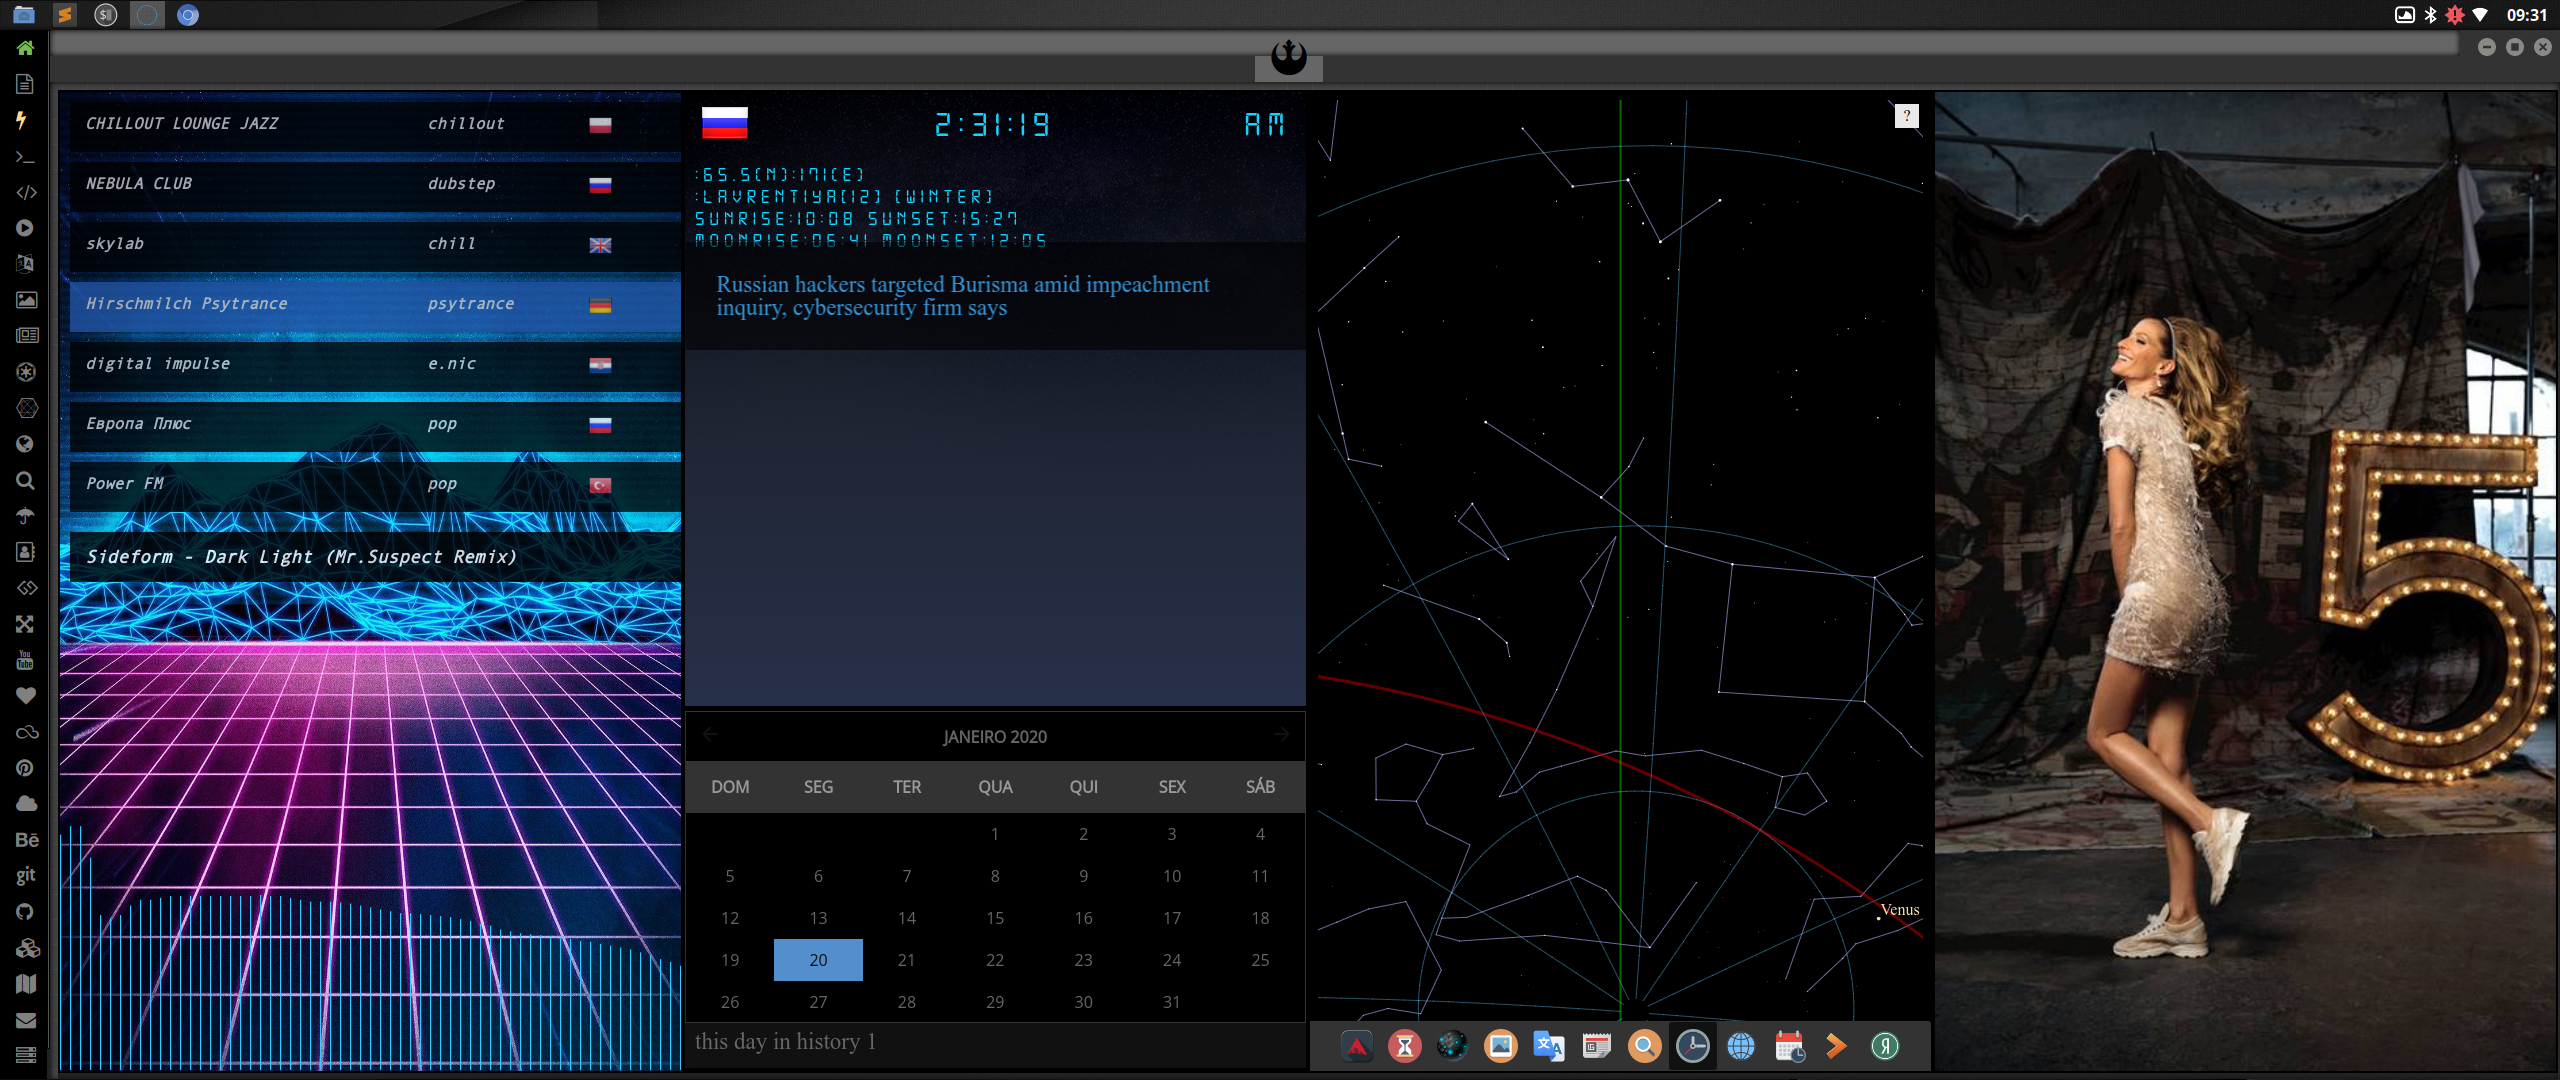 09:31
CHILLOUT LOUNGE JAZZ chillout
NEBULA CLUB dubstep
skylab chill
Hirschmilch Psytrance psytrance
digital impulse e.nic
Европа Плюс pop
Power FM pop
Sideform - Dark Light (Mr.Suspect Remix)
2:31:19 AM
:65.5(N):171(E)
:LAVRENTIYA[12] (WINTER)
SUNRISE:10:08 SUNSET:15:27
MOONRISE:06:41 MOONSET:12:05
Russian hackers targeted Burisma amid impeachment
inquiry, cybersecurity firm says
JANEIRO 2020
DOM SEG TER QUA QUI SEX SÁB
1 2 3 4
5 6 7 8 9 10 11
12 13 14 15 16 17 18
19 20 21 22 23 24 25
26 27 28 29 30 31
this day in history 1
?
Venus
5
You
Tube
Bē
git